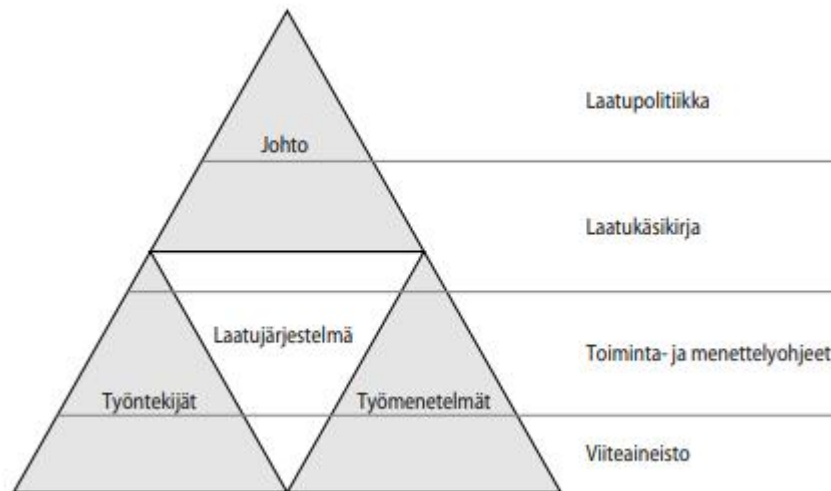 Laatupolitiikka
Johto
Laatukäsikirja
Laatujärjestelmä
Toiminta- ja menettelyohjeet
Työntekijät
Työmenetelmät
Viiteaineisto